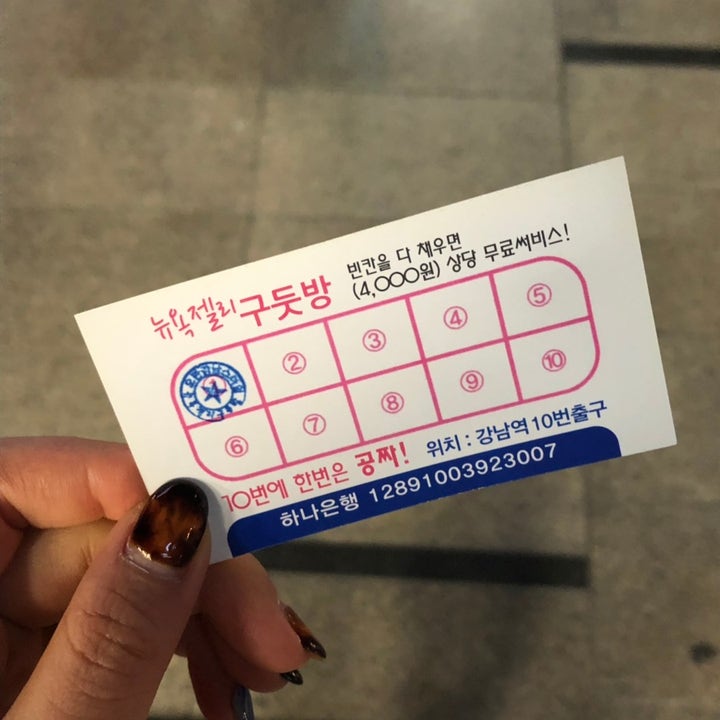 뉴욕젤리 구둣방
빈칸을 다 채우면
(4,000원) 상당 무료써비스!
② ③ ④ ⑤
⑥ ⑦ ⑧ ⑨ ⑩
10번에 한번은 공짜!
위치 : 강남역 10번출구
하나은행 12891003923007